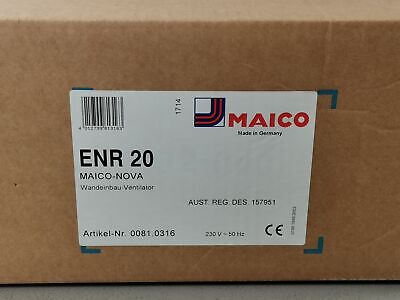 1714
MAICO
Made in Germany
ENR 20
MAICO-NOVA
Wandeinbau-Ventilator
AUST. REG. DES. 157951
Artikel-Nr. 0081.0316
230 V ~ 50 Hz
CE